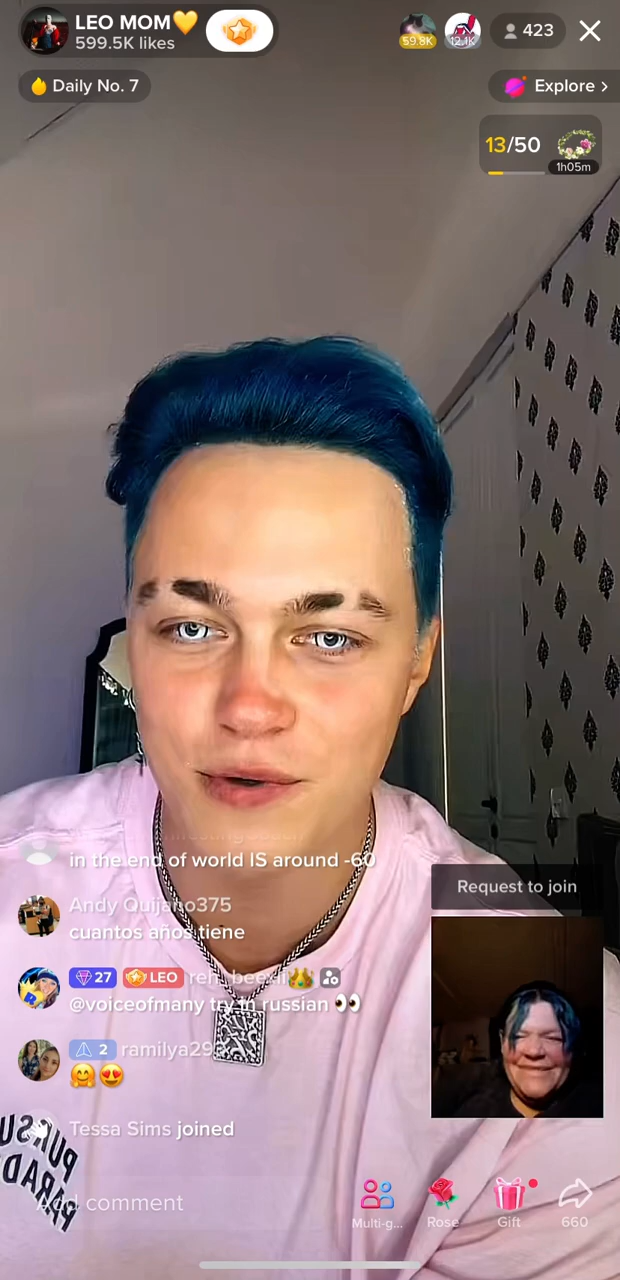 LEO MOM💛
599.5K likes
59.8K
12.1K
423
Daily No. 7
Explore >
13/50
1h05m
in the end of world IS around -60
Andy Quijano375
cuantos años tiene
27 LEO
@voiceofmany try in russian 👀
2 ramilya29
🤗😍
Tessa Sims joined
Request to join
PURSU
PARAD
Add comment
Multi-g...
Rose
Gift
660